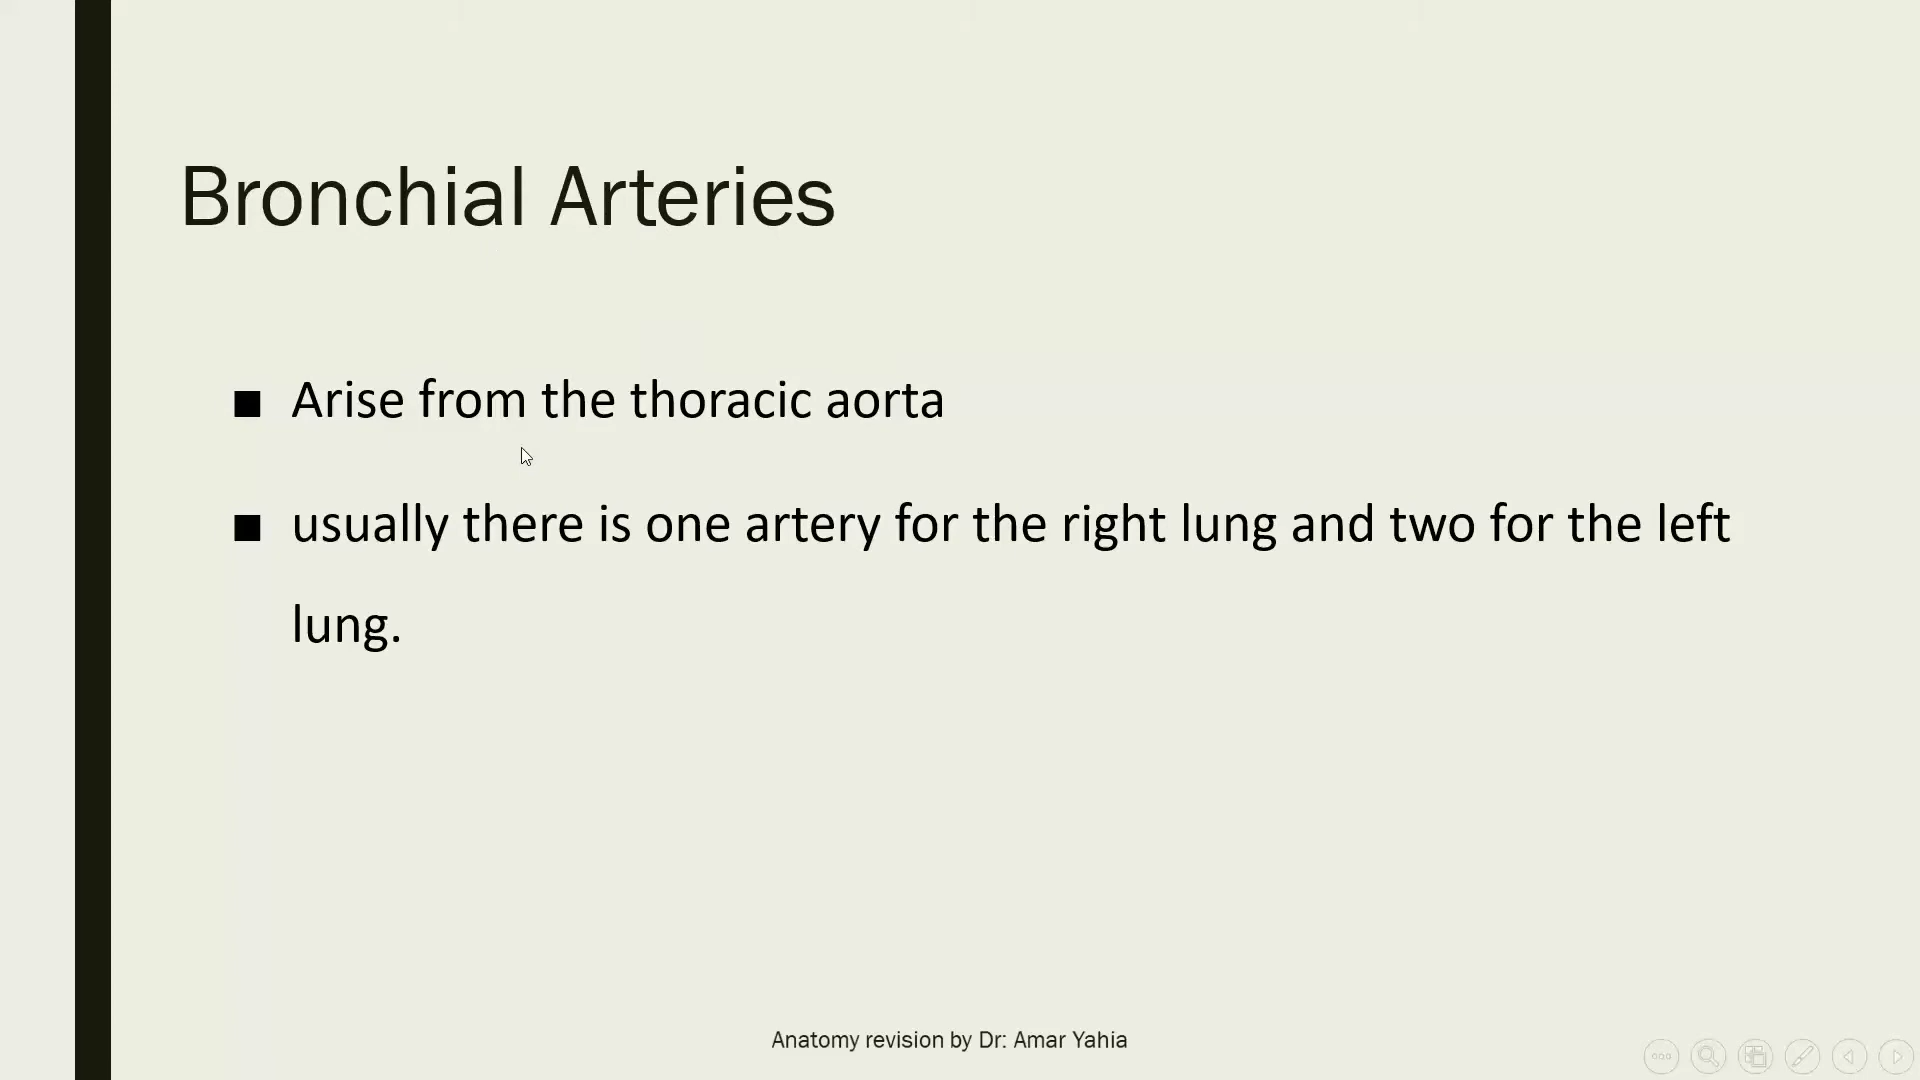 Bronchial Arteries
■ Arise from the thoracic aorta
■ usually there is one artery for the right lung and two for the left
lung.
Anatomy revision by Dr: Amar Yahia